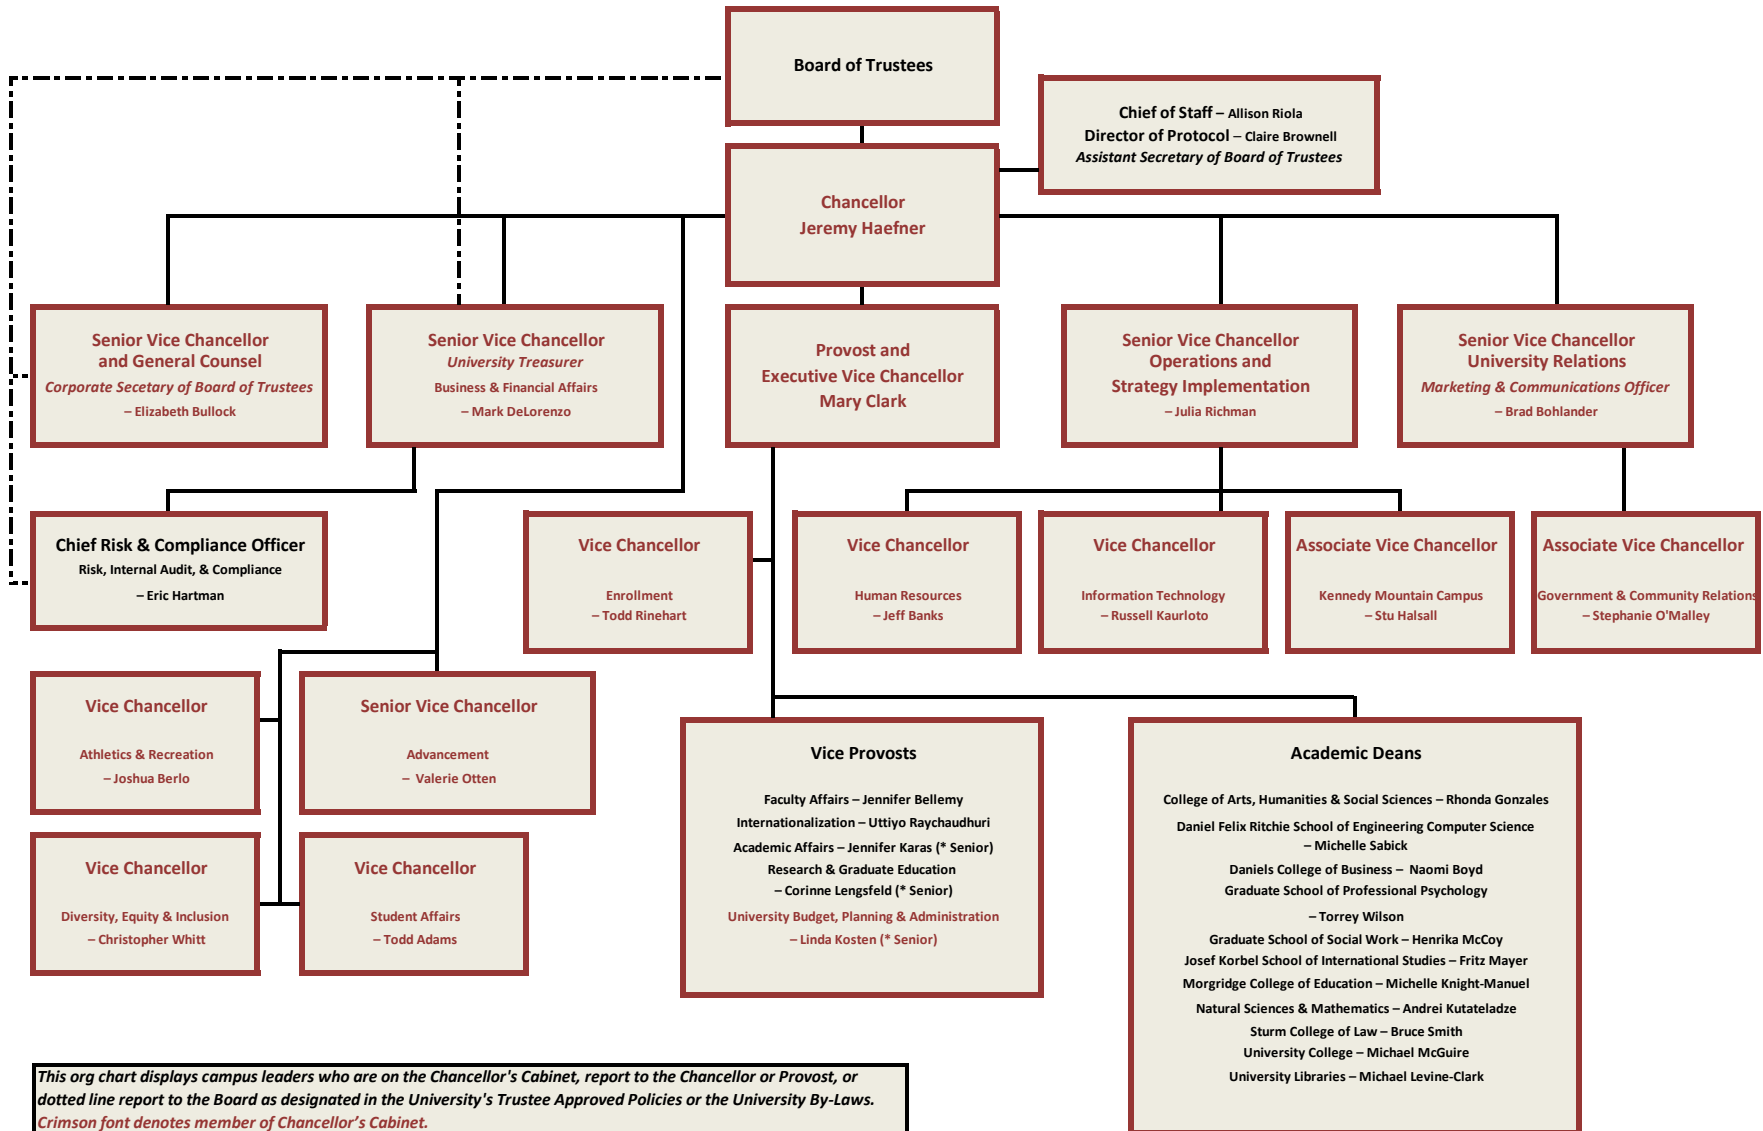 Board of Trustees
Chief of Staff – Allison Riola
Director of Protocol – Claire Brownell
Assistant Secretary of Board of Trustees
Chancellor
Jeremy Haefner
Senior Vice Chancellor
and General Counsel
Corporate Secetary of Board of Trustees
– Elizabeth Bullock
Senior Vice Chancellor
University Treasurer
Business & Financial Affairs
– Mark DeLorenzo
Provost and
Executive Vice Chancellor
Mary Clark
Senior Vice Chancellor
Operations and
Strategy Implementation
– Julia Richman
Senior Vice Chancellor
University Relations
Marketing & Communications Officer
– Brad Bohlander
Chief Risk & Compliance Officer
Risk, Internal Audit, & Compliance
– Eric Hartman
Vice Chancellor
Enrollment
– Todd Rinehart
Vice Chancellor
Human Resources
– Jeff Banks
Vice Chancellor
Information Technology
– Russell Kaurloto
Associate Vice Chancellor
Kennedy Mountain Campus
– Stu Halsall
Associate Vice Chancellor
Government & Community Relations
– Stephanie O'Malley
Vice Chancellor
Athletics & Recreation
– Joshua Berlo
Senior Vice Chancellor
Advancement
– Valerie Otten
Vice Chancellor
Diversity, Equity & Inclusion
– Christopher Whitt
Vice Chancellor
Student Affairs
– Todd Adams
Vice Provosts
Faculty Affairs – Jennifer Bellemy
Internationalization – Uttiyo Raychaudhuri
Academic Affairs – Jennifer Karas (* Senior)
Research & Graduate Education
– Corinne Lengsfeld (* Senior)
University Budget, Planning & Administration
– Linda Kosten (* Senior)
Academic Deans
College of Arts, Humanities & Social Sciences – Rhonda Gonzales
Daniel Felix Ritchie School of Engineering Computer Science
– Michelle Sabick
Daniels College of Business – Naomi Boyd
Graduate School of Professional Psychology
– Torrey Wilson
Graduate School of Social Work – Henrika McCoy
Josef Korbel School of International Studies – Fritz Mayer
Morgridge College of Education – Michelle Knight-Manuel
Natural Sciences & Mathematics – Andrei Kutateladze
Sturm College of Law – Bruce Smith
University College – Michael McGuire
University Libraries – Michael Levine-Clark
This org chart displays campus leaders who are on the Chancellor's Cabinet, report to the Chancellor or Provost, or
dotted line report to the Board as designated in the University's Trustee Approved Policies or the University By-Laws.
Crimson font denotes member of Chancellor’s Cabinet.